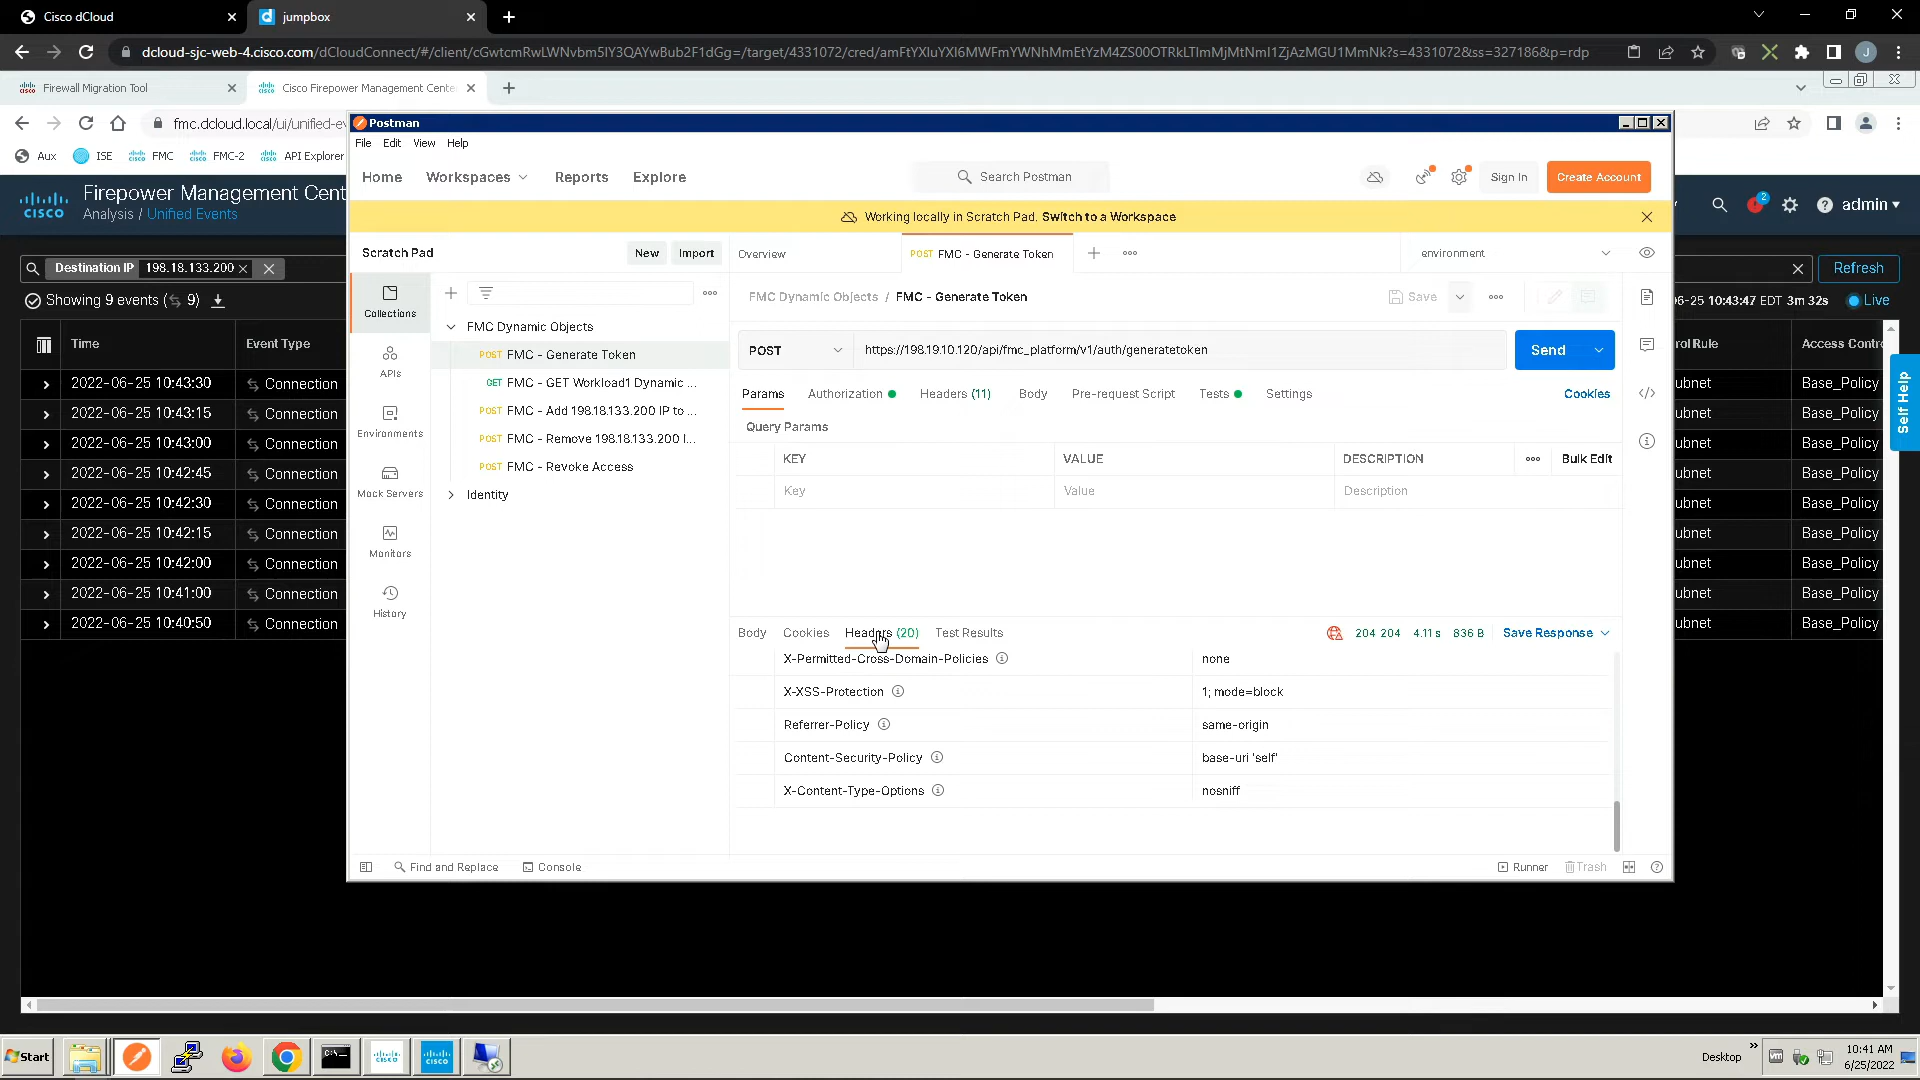 Cisco dCloud
jumpbox
dcloud-sjc-web-4.cisco.com
Firewall Migration Tool
Cisco Firepower Management Cente
fmc.dcloud.local/ui/unified-ev
Aux ISE FMC FMC-2 API Explorer
Postman
File Edit View Help
Home Workspaces Reports Explore
Search Postman
Sign In Create Account
Working locally in Scratch Pad. Switch to a Workspace
Firepower Management Cent
Analysis / Unified Events
2 admin
CISCO
Scratch Pad New Import
Overview POST FMC - Generate Token environment
FMC Dynamic Objects / FMC - Generate Token Save
Destination IP 198.18.133.200
Refresh
Showing 9 events ( 9)
6-25 10:43:47 EDT 3m 32s Live
Collections
APIs
Environments
Mock Servers
Monitors
History
FMC Dynamic Objects
POST FMC - Generate Token
GET FMC - GET Workload1 Dynamic ...
POST FMC - Add 198.18.133.200 IP to ...
POST FMC - Remove 198.18.133.200 I...
POST FMC - Revoke Access
Identity
POST https://198.19.10.120/api/fmc_platform/v1/auth/generatetoken Send
Params Authorization Headers (11) Body Pre-request Script Tests Settings Cookies
Query Params
KEY VALUE DESCRIPTION Bulk Edit
Key Value Description
Body Cookies Headers (20) Test Results 204 204 4.11 s 836 B Save Response
X-Permitted-Cross-Domain-Policies none
X-XSS-Protection 1; mode=block
Referrer-Policy same-origin
Content-Security-Policy base-uri 'self'
X-Content-Type-Options nosniff
Find and Replace Console Runner Trash
Time Event Type rol Rule Access Contro
2022-06-25 10:43:30 Connection ubnet Base_Policy
2022-06-25 10:43:15 Connection ubnet Base_Policy
2022-06-25 10:43:00 Connection ubnet Base_Policy
2022-06-25 10:42:45 Connection ubnet Base_Policy
2022-06-25 10:42:30 Connection ubnet Base_Policy
2022-06-25 10:42:15 Connection ubnet Base_Policy
2022-06-25 10:42:00 Connection ubnet Base_Policy
2022-06-25 10:41:00 Connection ubnet Base_Policy
2022-06-25 10:40:50 Connection ubnet Base_Policy
Self Help
Start
Desktop
10:41 AM
6/25/2022